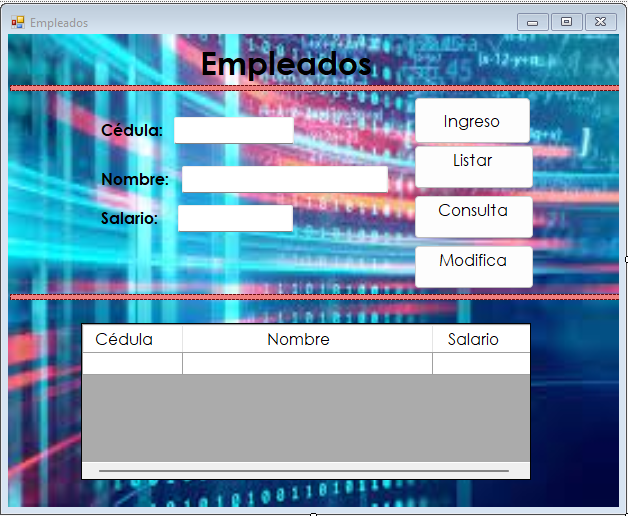 Empleados
Empleados
Cédula:
Ingreso
Listar
Nombre:
Salario:
Consulta
Modifica
Cédula Nombre Salario